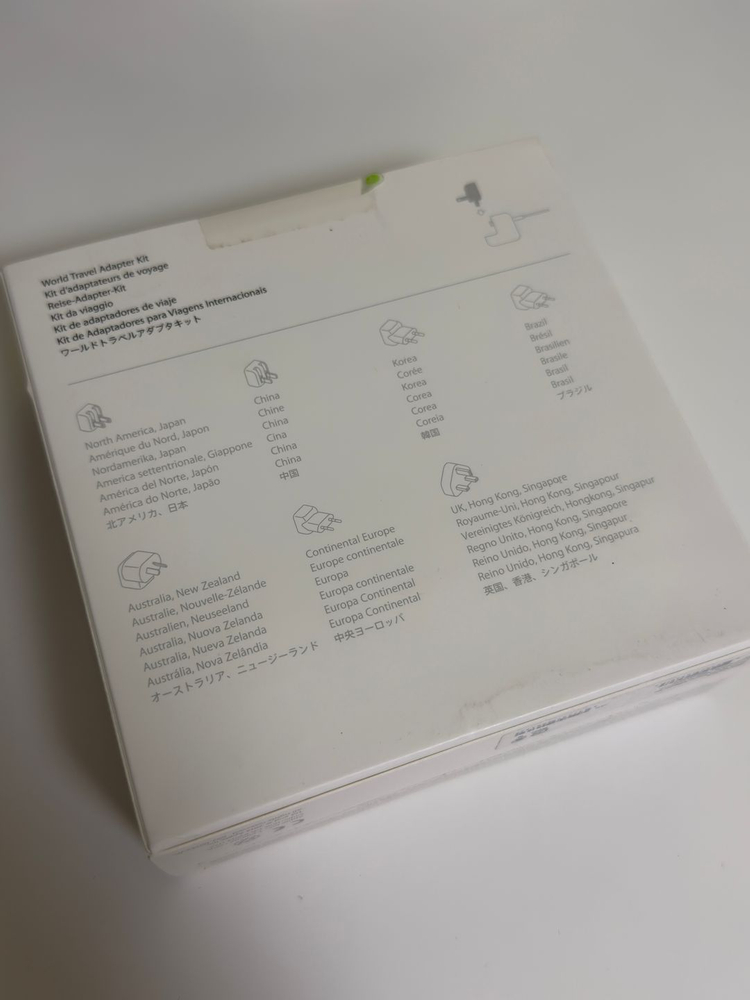 World Travel Adapter Kit
Kit d'adaptateurs de voyage
Reise-Adapter-Kit
Kit da viaggio
Kit de adaptadores de viaje
Kit de Adaptadores para Viagens Internacionais
ワールドトラベルアダプタキット
North America, Japan
Amérique du Nord, Japon
Nordamerika, Japan
America settentrionale, Giappone
América del Norte, Japón
América do Norte, Japão
北アメリカ、日本
China
Chine
China
Cina
China
China
中国
Korea
Corée
Korea
Corea
Corea
Coreia
韓国
Brazil
Brésil
Brasilien
Brasile
Brasil
Brasil
ブラジル
Australia, New Zealand
Australie, Nouvelle-Zélande
Australien, Neuseeland
Australia, Nuova Zelanda
Australia, Nueva Zelanda
Austrália, Nova Zelândia
オーストラリア、ニュージーランド
Continental Europe
Europe continentale
Europa
Europa continentale
Europa Continental
Europa Continental
中央ヨーロッパ
UK, Hong Kong, Singapore
Royaume-Uni, Hong Kong, Singapour
Vereinigtes Königreich, Hongkong, Singapur
Regno Unito, Hong Kong, Singapore
Reino Unido, Hong Kong, Singapur
Reino Unido, Hong Kong, Singapura
英国、香港、シンガポール